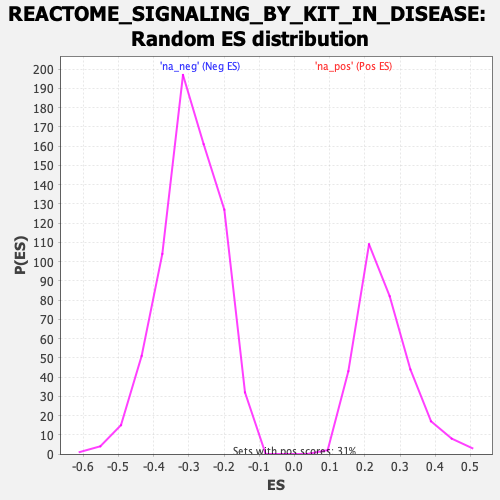 REACTOME_SIGNALING_BY_KIT_IN_DISEASE:
Random ES distribution
'na_neg' (Neg ES)
'na_pos' (Pos ES)
200
190
180
170
160
150
140
130
120
110
100
90
80
70
60
50
40
30
20
10
0
P(ES)
Sets with pos scores: 31%
-0.6 -0.5 -0.4 -0.3 -0.2 -0.1 0.0 0.1 0.2 0.3 0.4 0.5
ES